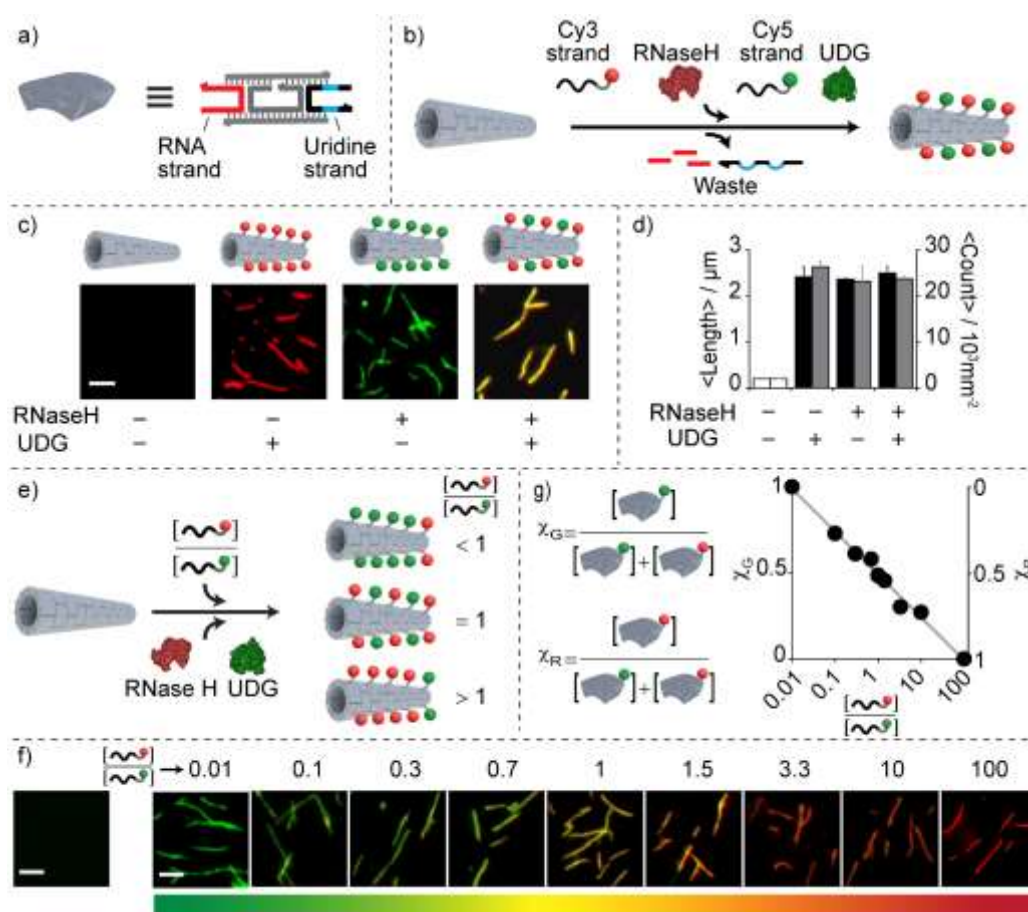 a)
RNA
strand
Uridine
strand
b)
Cy3
strand
RNaseH
Cy5
strand
UDG
Waste
c)
RNaseH − − + +
UDG − + − +
d)
<Length> / μm
3
2
1
0
<Count> / 10³mm⁻²
30
20
10
0
RNaseH − − + +
UDG − + − +
e)
RNase H UDG
< 1
= 1
> 1
g)
χG=
[ ]
[ ]+[ ]
χR=
[ ]
[ ]+[ ]
χG
1
0.5
0
0
0.5
1
0.01 0.1 1 10 100
f)
→ 0.01 0.1 0.3 0.7 1 1.5 3.3 10 100